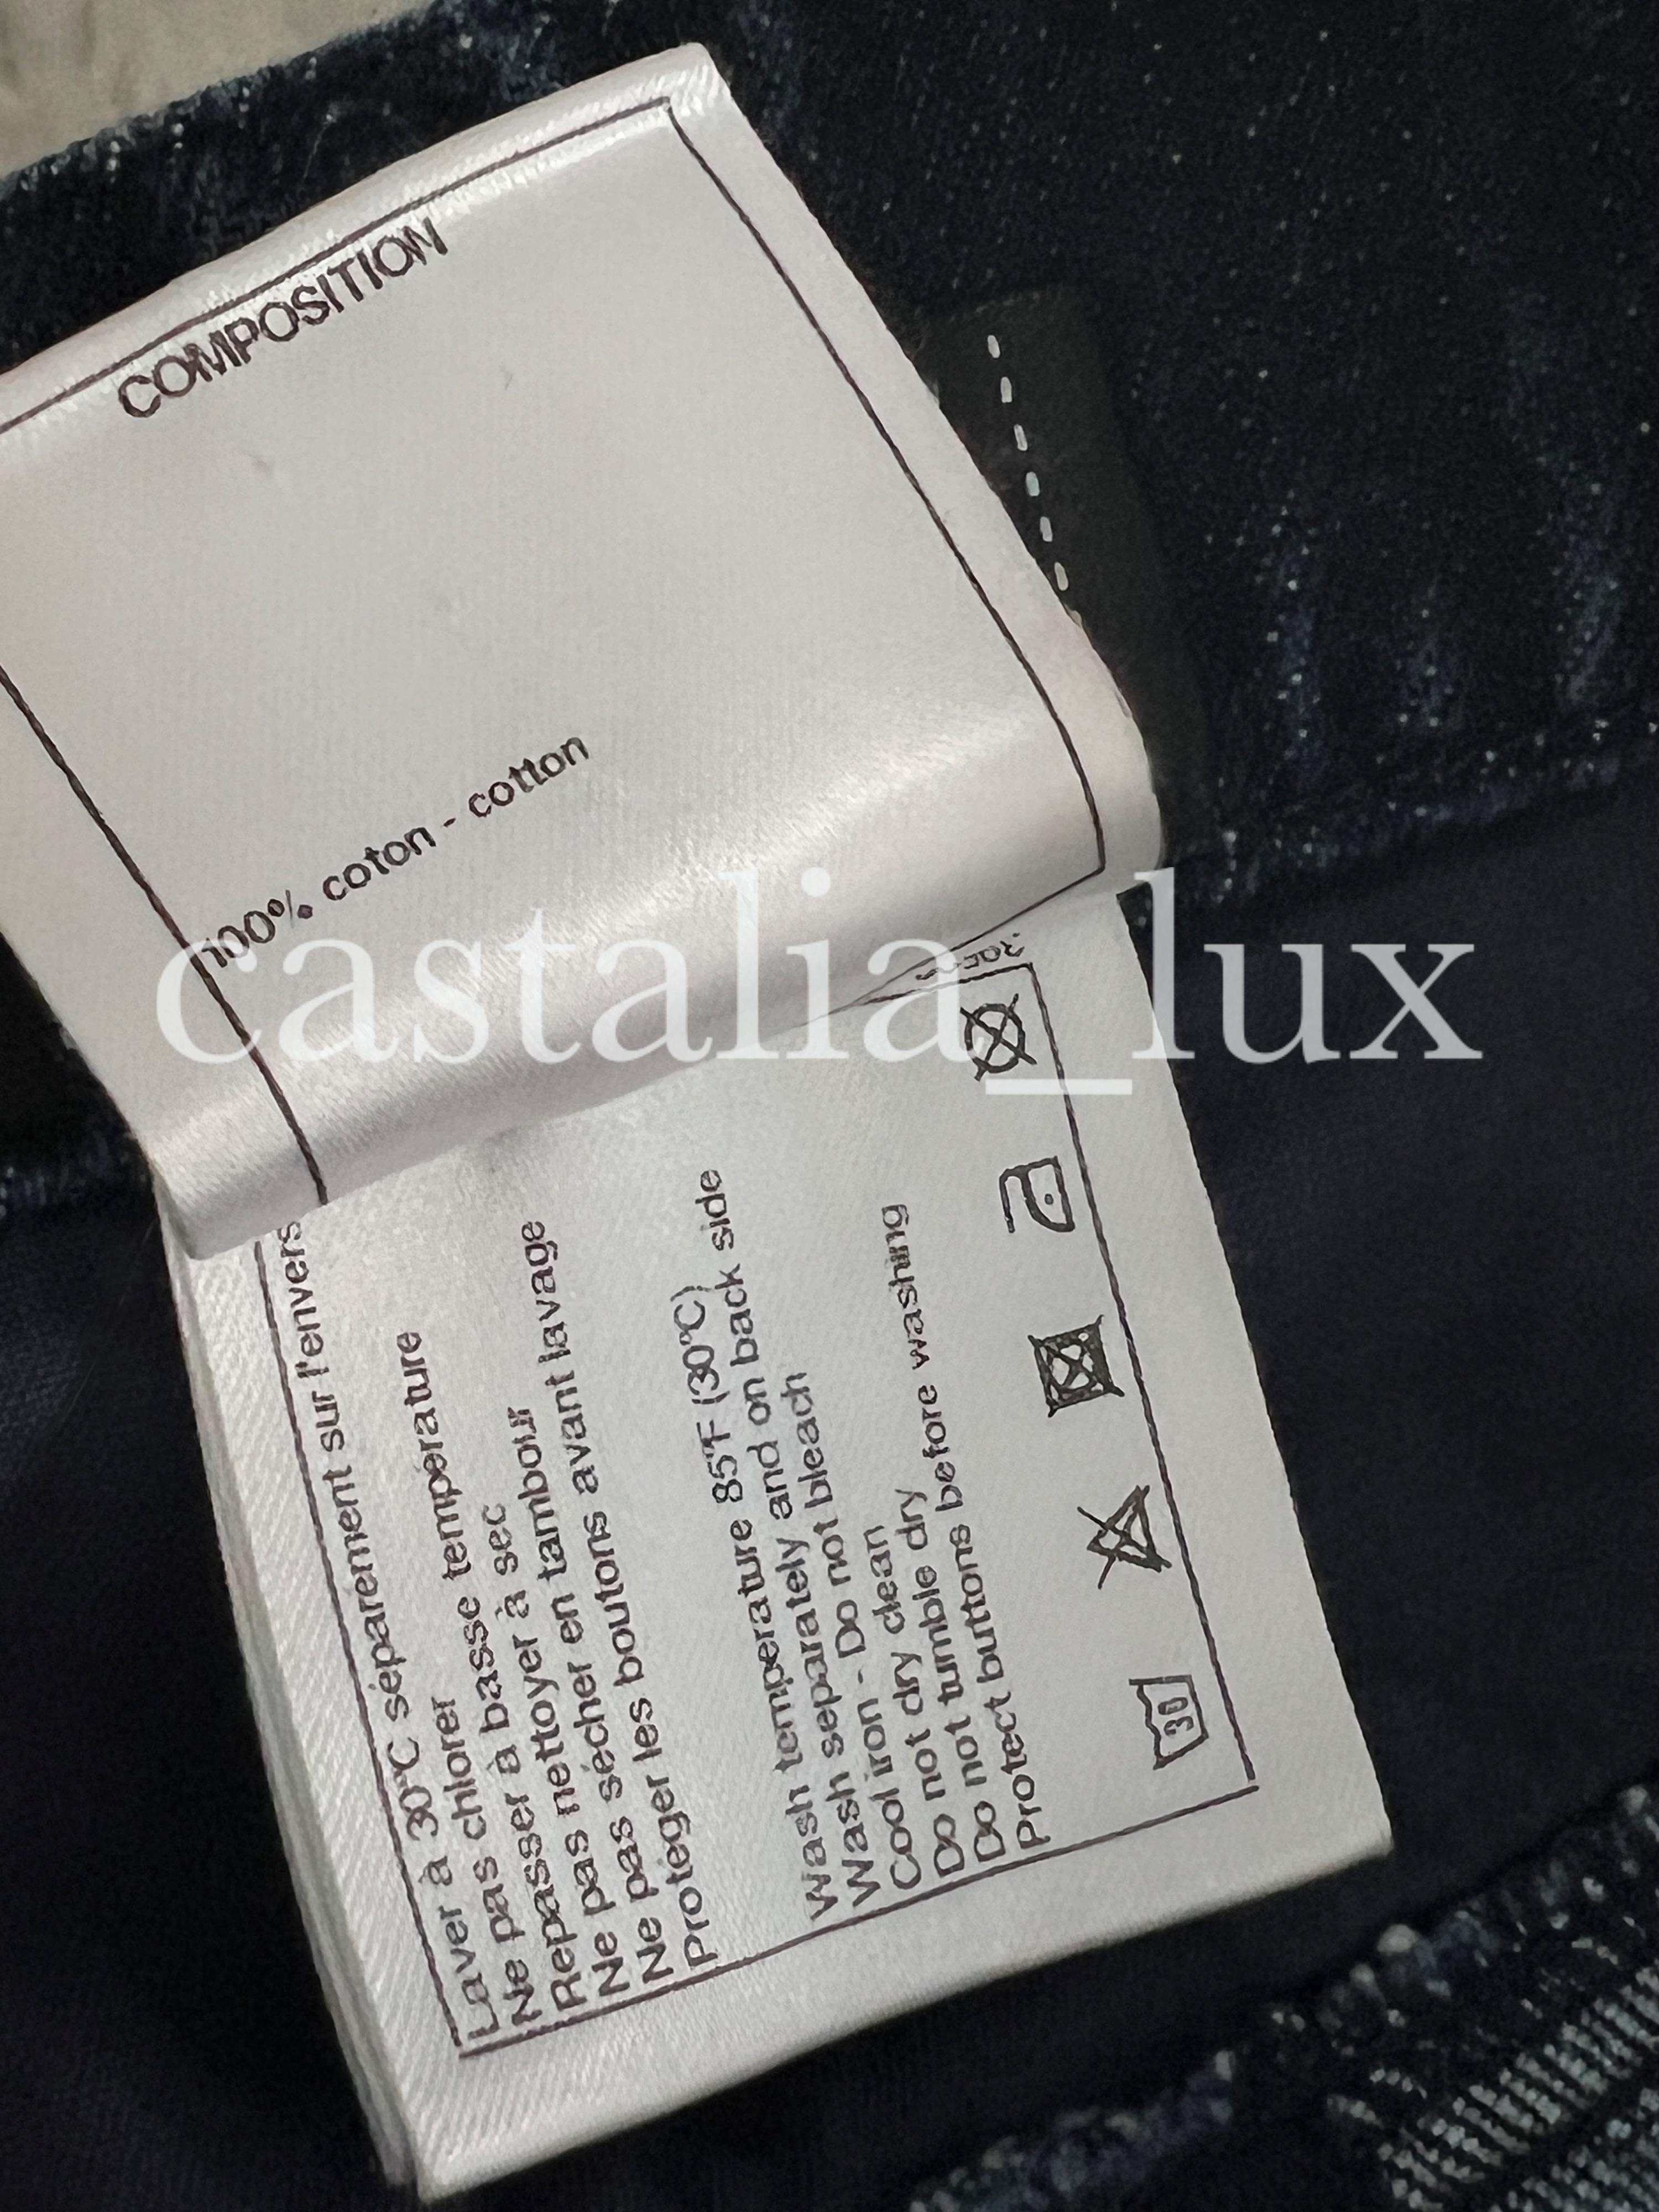 COMPOSITION
100% coton - cotton
castalia_lux
Laver à 30°C séparément sur l'envers
Ne pas chlorer
Repasser à basse température
Ne pas nettoyer à sec
Ne pas sécher en tambour
Protéger les boutons avant lavage
Wash temperature 85°F (30°C)
Wash separately and on back side
Cool iron - Do not bleach
Do not dry clean
Do not tumble dry
Protect buttons before washing
30